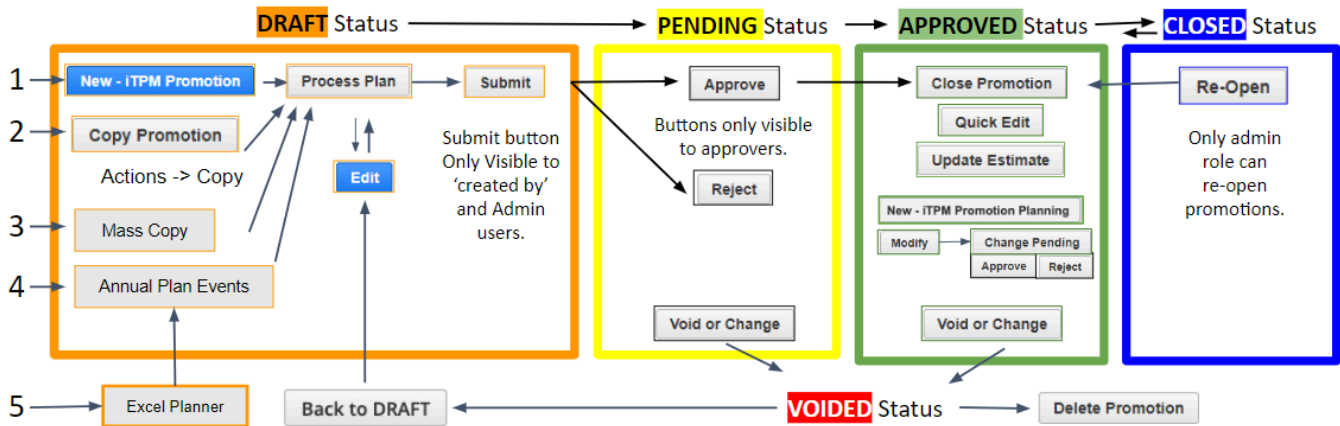 DRAFT Status
PENDING Status
APPROVED Status
CLOSED Status
1
New - iTPM Promotion
Process Plan
Submit
2
Copy Promotion
Actions -> Copy
Edit
Submit button
Only Visible to
‘created by’
and Admin
users.
3
Mass Copy
4
Annual Plan Events
5
Excel Planner
Approve
Buttons only visible
to approvers.
Reject
Void or Change
Close Promotion
Quick Edit
Update Estimate
New - iTPM Promotion Planning
Modify
Change Pending
Approve
Reject
Void or Change
Re-Open
Only admin
role can
re-open
promotions.
Back to DRAFT
VOIDED Status
Delete Promotion